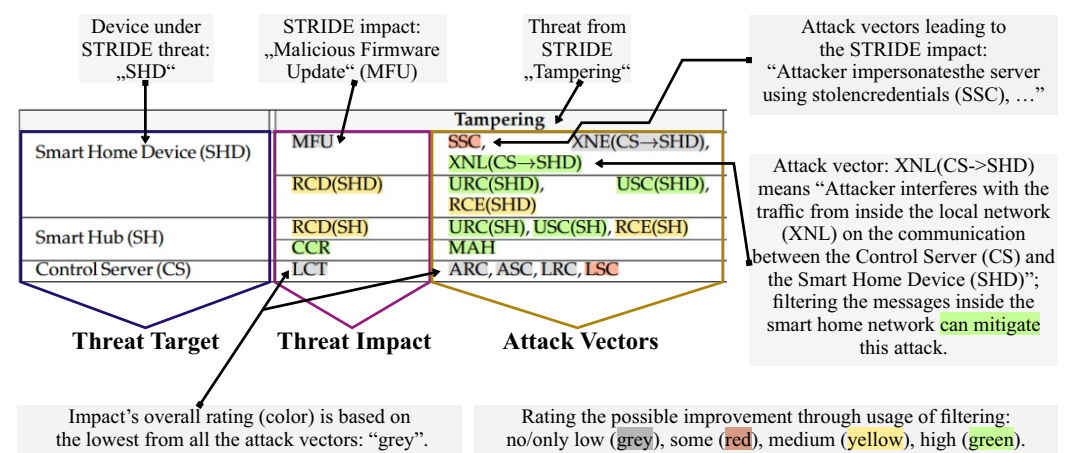 Device under
STRIDE threat:
„SHD“
STRIDE impact:
„Malicious Firmware
Update“ (MFU)
Threat from
STRIDE
„Tampering“
Attack vectors leading to
the STRIDE impact:
“Attacker impersonatesthe server
using stolencredentials (SSC), …”
Tampering
Smart Home Device (SHD)
MFU
SSC, XNE(CS→SHD),
XNL(CS→SHD)
RCD(SHD)
URC(SHD), USC(SHD),
RCE(SHD)
Smart Hub (SH)
RCD(SH)
URC(SH), USC(SH), RCE(SH)
CCR
MAH
Control Server (CS)
LCT
ARC, ASC, LRC, LSC
Threat Target
Threat Impact
Attack Vectors
Attack vector: XNL(CS->SHD)
means “Attacker interferes with the
traffic from inside the local network
(XNL) on the communication
between the Control Server (CS) and
the Smart Home Device (SHD)”;
filtering the messages inside the
smart home network can mitigate
this attack.
Impact’s overall rating (color) is based on
the lowest from all the attack vectors: “grey”.
Rating the possible improvement through usage of filtering:
no/only low (grey), some (red), medium (yellow), high (green).